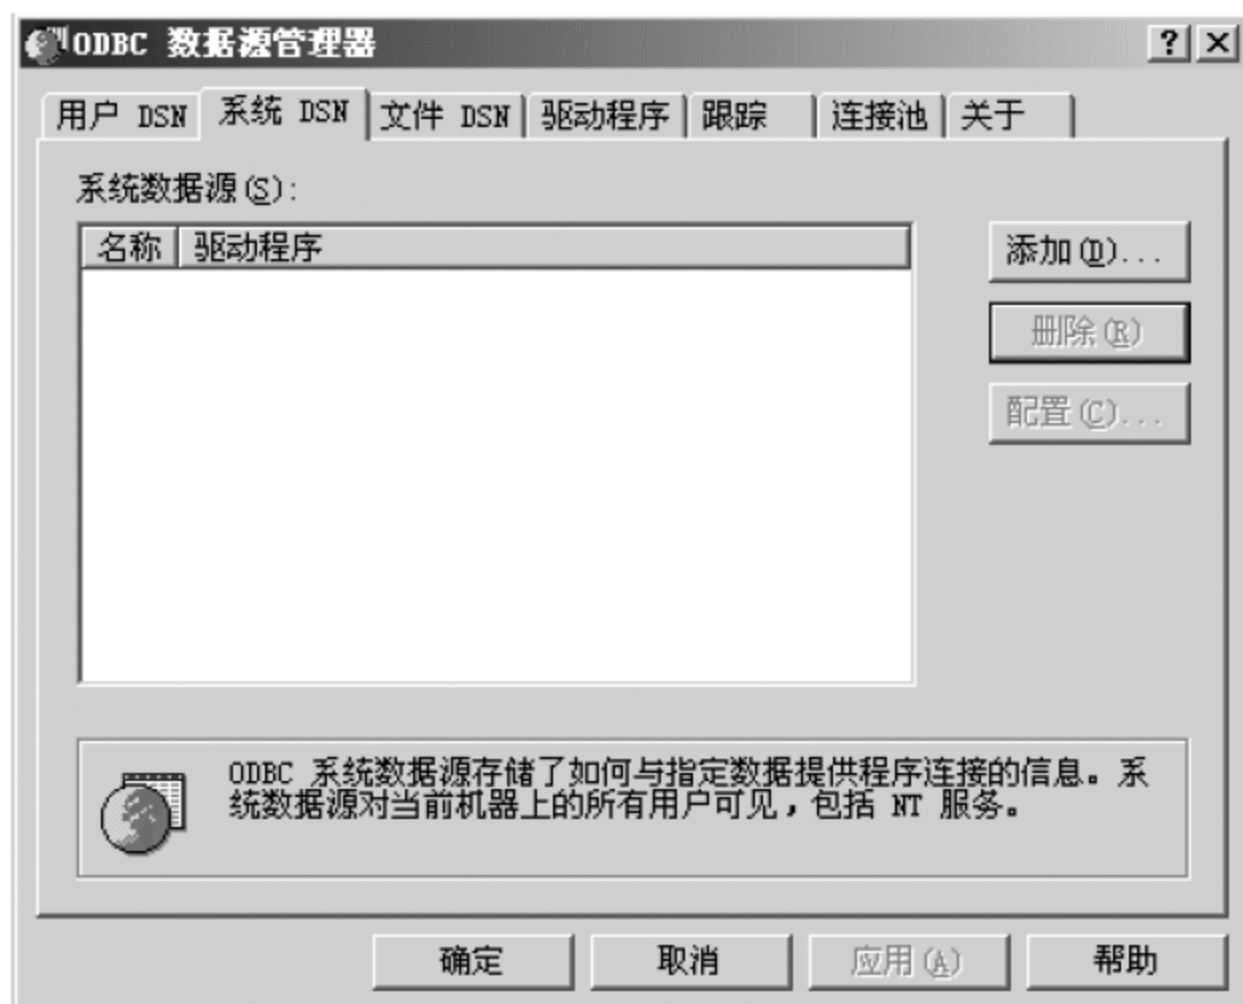 ODBC 数据源管理器
用户 DSN 系统 DSN 文件 DSN 驱动程序 跟踪 连接池 关于
系统数据源(S):
名称 驱动程序
添加(D)...
删除(R)
配置(C)...
ODBC 系统数据源存储了如何与指定数据提供程序连接的信息。系
统数据源对当前机器上的所有用户可见，包括 NT 服务。
确定 取消 应用(A) 帮助